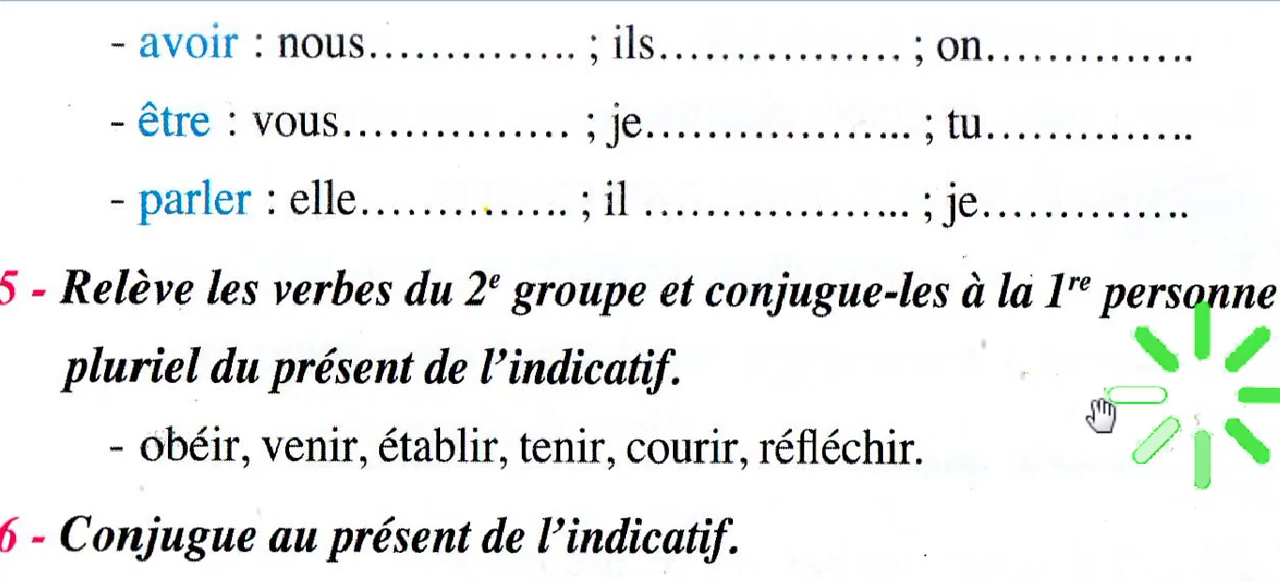 - avoir : nous.............. ; ils................ ; on..............
- être : vous............... ; je.................. ; tu..............
- parler : elle.............. ; il .................. ; je..............
5 - Relève les verbes du 2e groupe et conjugue-les à la 1re personne
pluriel du présent de l'indicatif.
- obéir, venir, établir, tenir, courir, réfléchir.
6 - Conjugue au présent de l'indicatif.